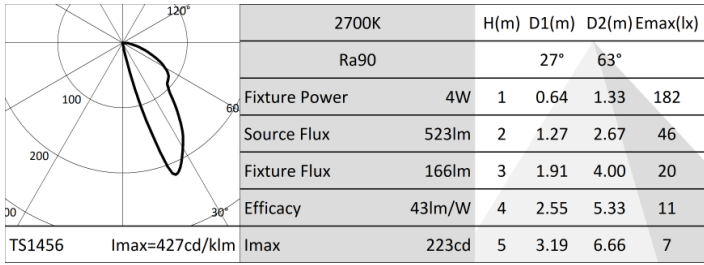 120°
100
60
200
30°
00
TS1456 Imax=427cd/klm
2700K H(m) D1(m) D2(m) Emax(lx)
Ra90 27° 63°
Fixture Power 4W 1 0.64 1.33 182
Source Flux 523lm 2 1.27 2.67 46
Fixture Flux 166lm 3 1.91 4.00 20
Efficacy 43lm/W 4 2.55 5.33 11
Imax 223cd 5 3.19 6.66 7